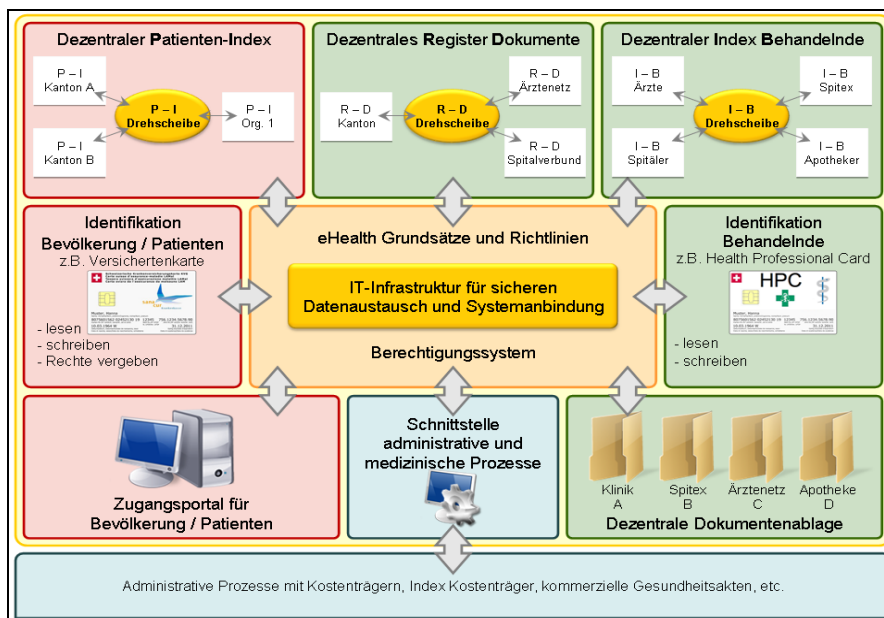 Dezentraler Patienten-Index
P – I
Kanton A
P – I
Drehscheibe
P – I
Org. 1
P – I
Kanton B
Dezentrales Register Dokumente
R – D
Ärztenetz
R – D
Kanton
R – D
Drehscheibe
R – D
Spitalverbund
Dezentraler Index Behandelnde
I – B
Ärzte
I – B
Spitex
I – B
Drehscheibe
I – B
Spitäler
I – B
Apotheker
Identifikation
Bevölkerung / Patienten
z.B. Versichertenkarte
- lesen
- schreiben
- Rechte vergeben
eHealth Grundsätze und Richtlinien
IT-Infrastruktur für sicheren
Datenaustausch und Systemanbindung
Berechtigungssystem
Identifikation
Behandelnde
z.B. Health Professional Card
HPC
- lesen
- schreiben
Zugangsportal für
Bevölkerung / Patienten
Schnittstelle
administrative und
medizinische Prozesse
Klinik
A
Spitex
B
Ärztenetz
C
Apotheke
D
Dezentrale Dokumentenablage
Administrative Prozesse mit Kostenträgern, Index Kostenträger, kommerzielle Gesundheitsakten, etc.